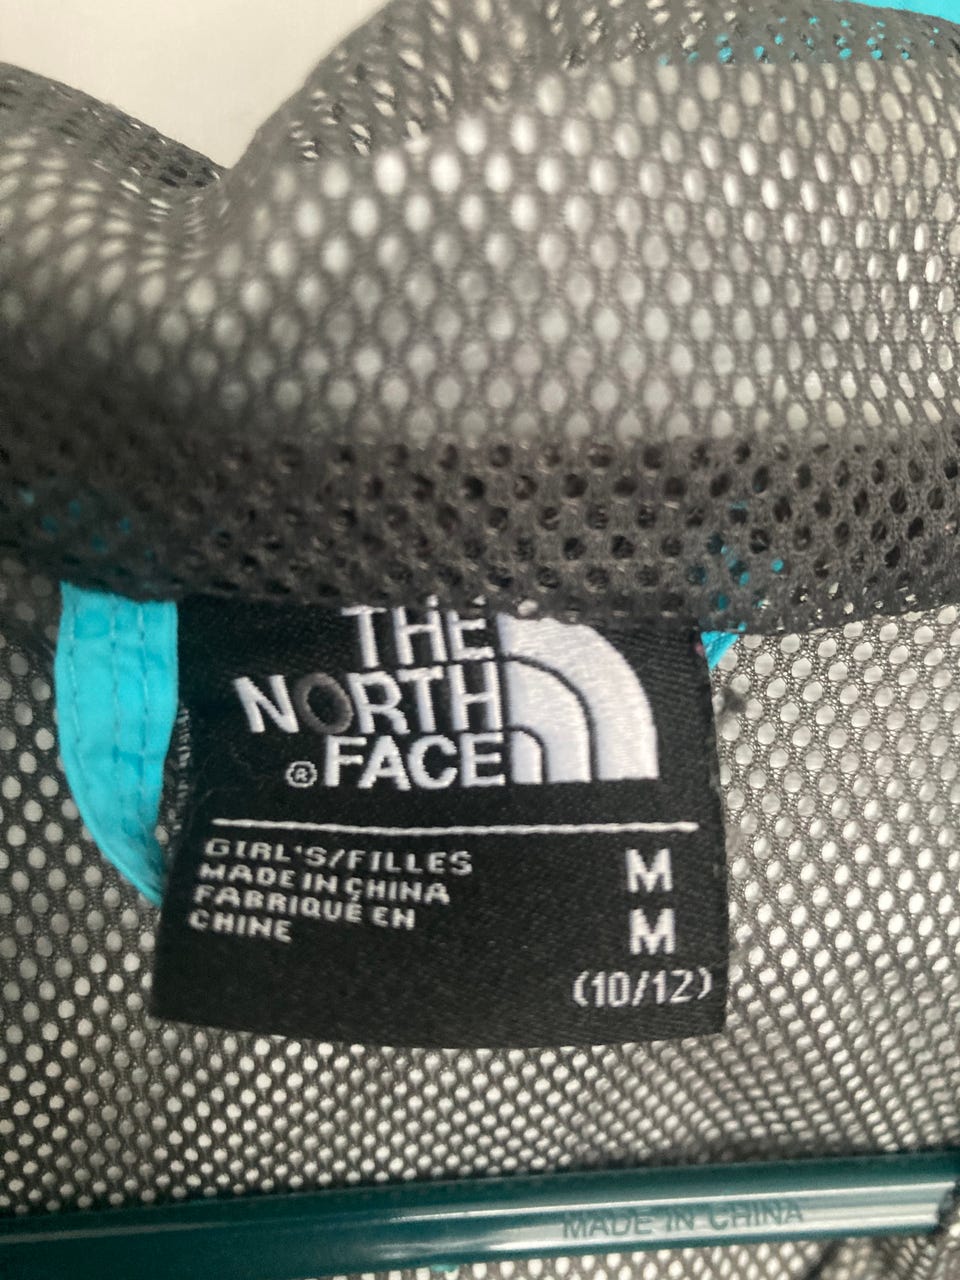 THE
NORTH
® FACE
GIRL'S/FILLES
MADE IN CHINA
FABRIQUÉ EN
CHINE
M
M
(10/12)
MADE IN CHINA